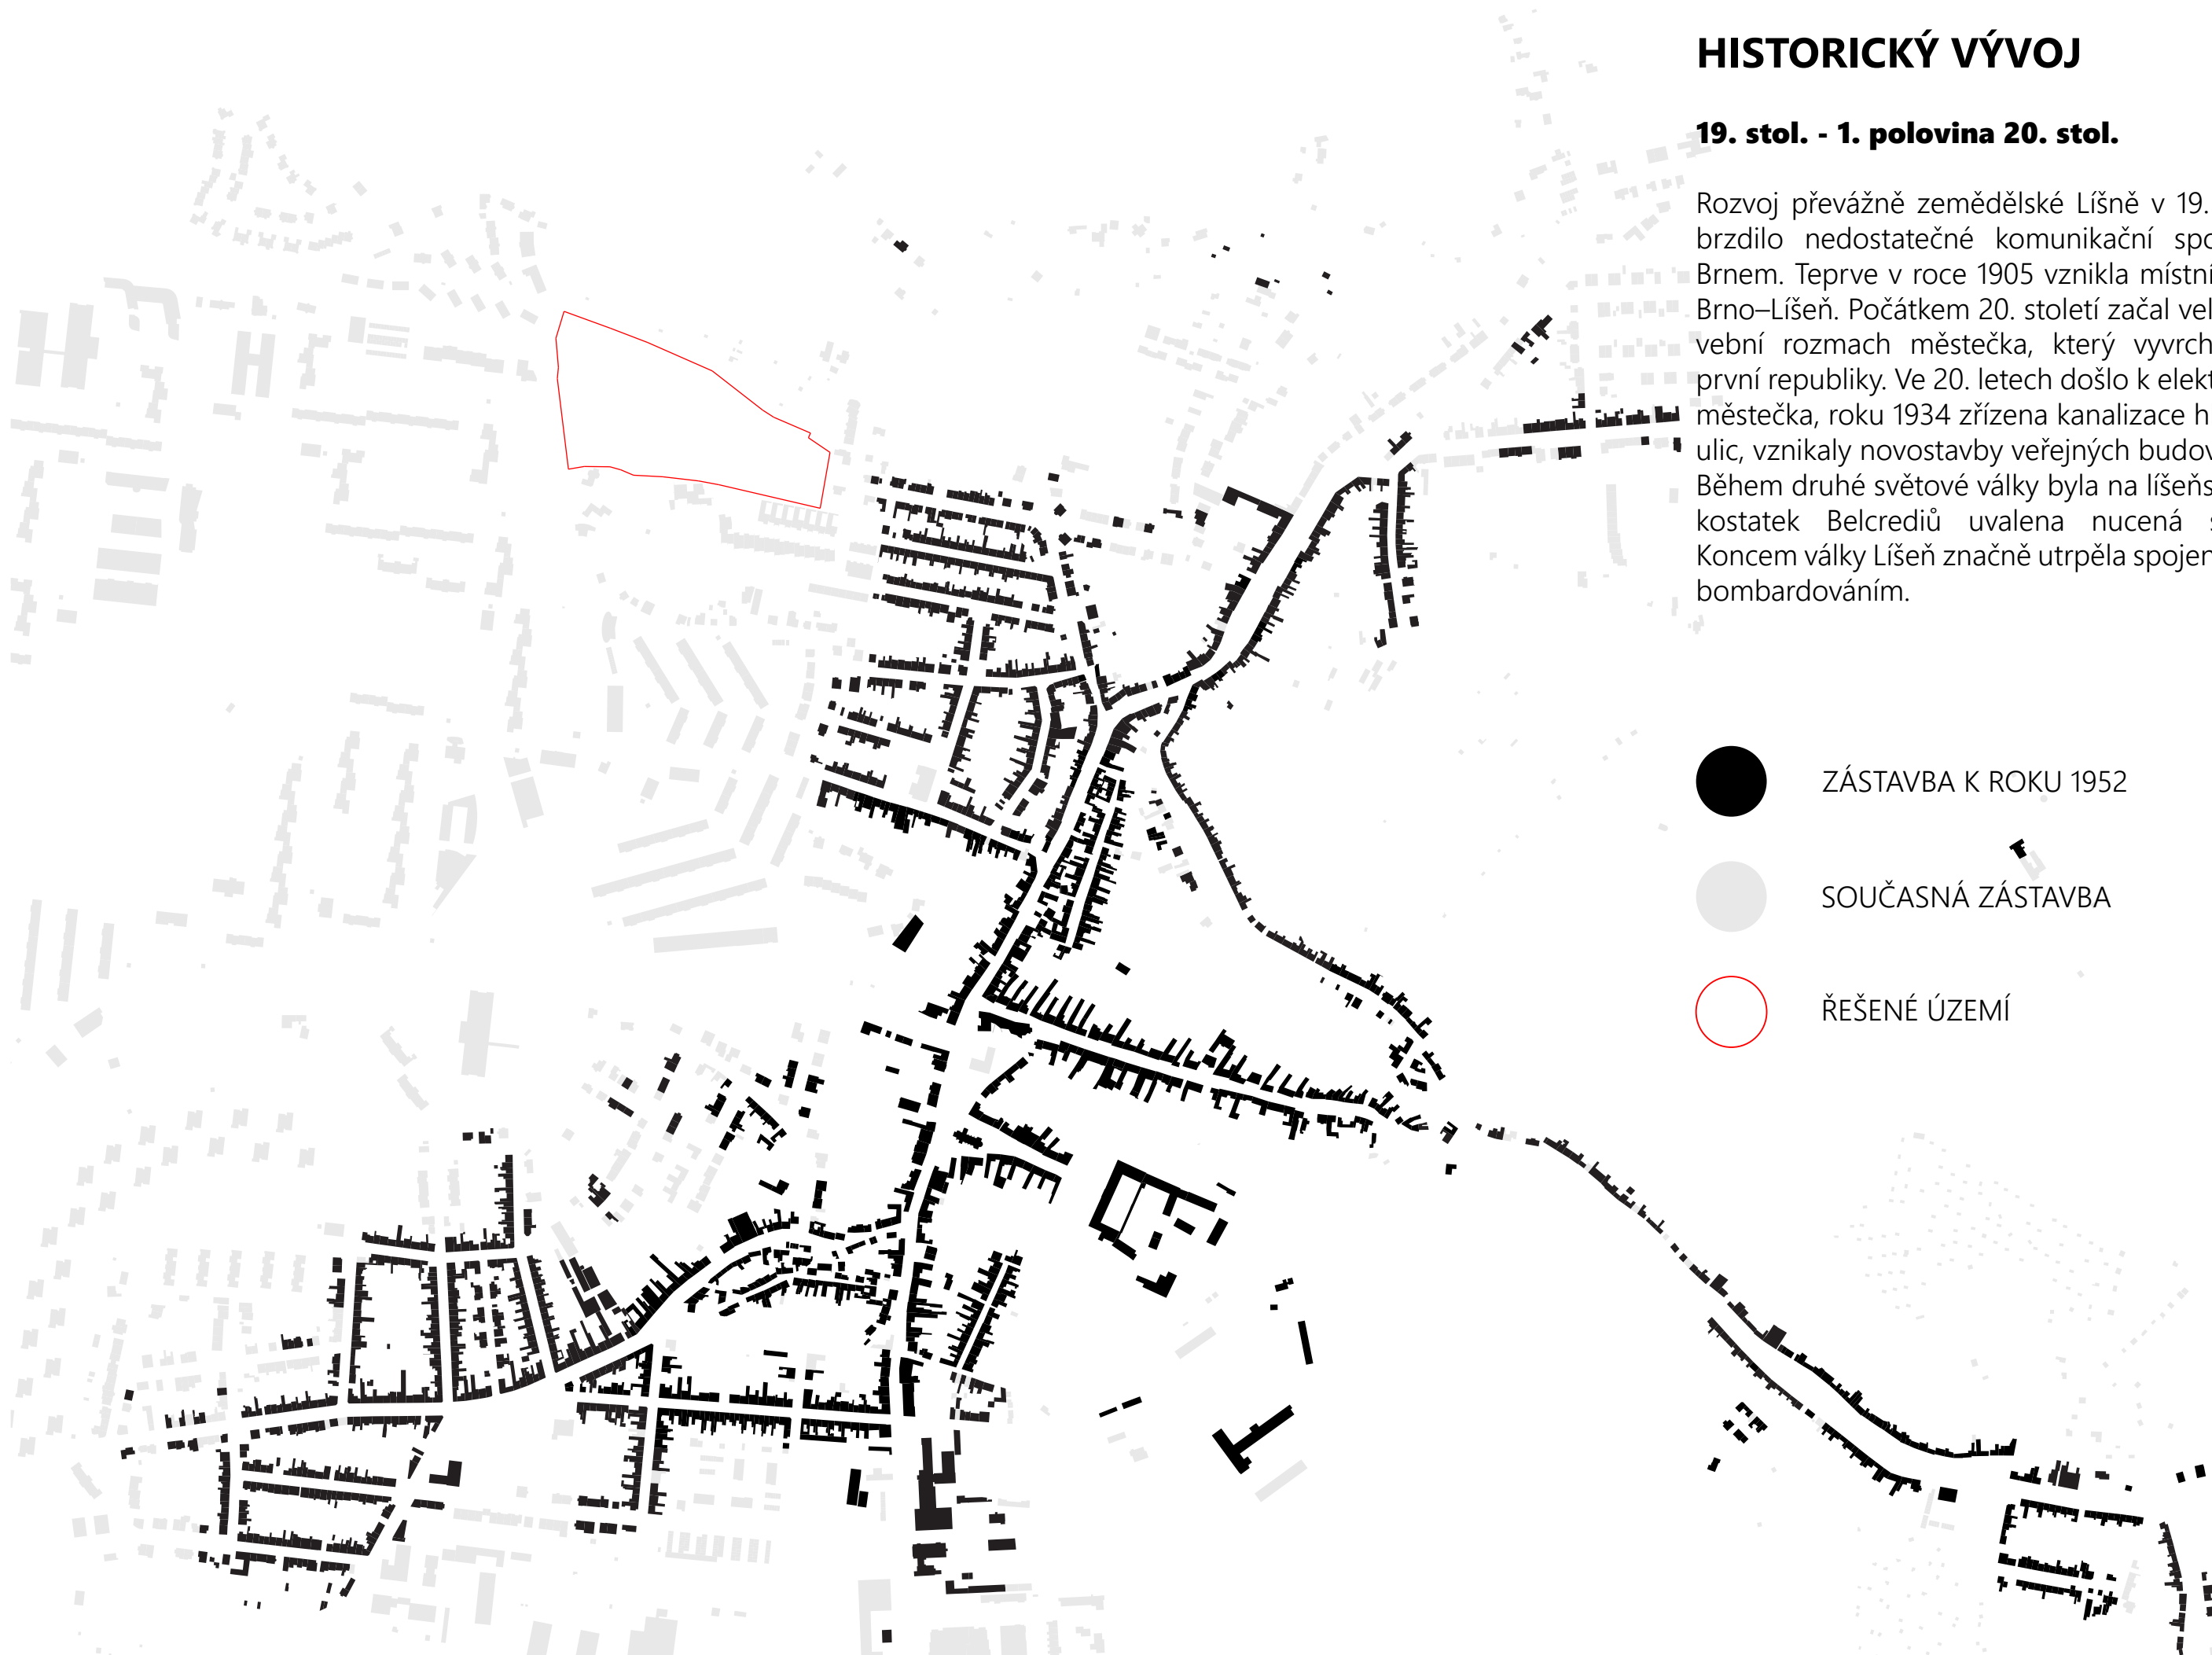 HISTORICKÝ VÝVOJ
19. stol. - 1. polovina 20. stol.
Rozvoj převážně zemědělské Líšně v 19.
brzdilo nedostatečné komunikační
Brnem. Teprve v roce 1905 vznikla místní
Brno–Líšeň. Počátkem 20. století začal
vební rozmach městečka, který
první republiky. Ve 20. letech došlo k
městečka, roku 1934 zřízena kanalizace
ulic, vznikaly novostavby veřejných
Během druhé světové války byla na
kostatek Belcrediů uvalena nucená
Koncem války Líšeň značně utrpěla
bombardováním.
ZÁSTAVBA K ROKU 1952
SOUČASNÁ ZÁSTAVBA
ŘEŠENÉ ÚZEMÍ